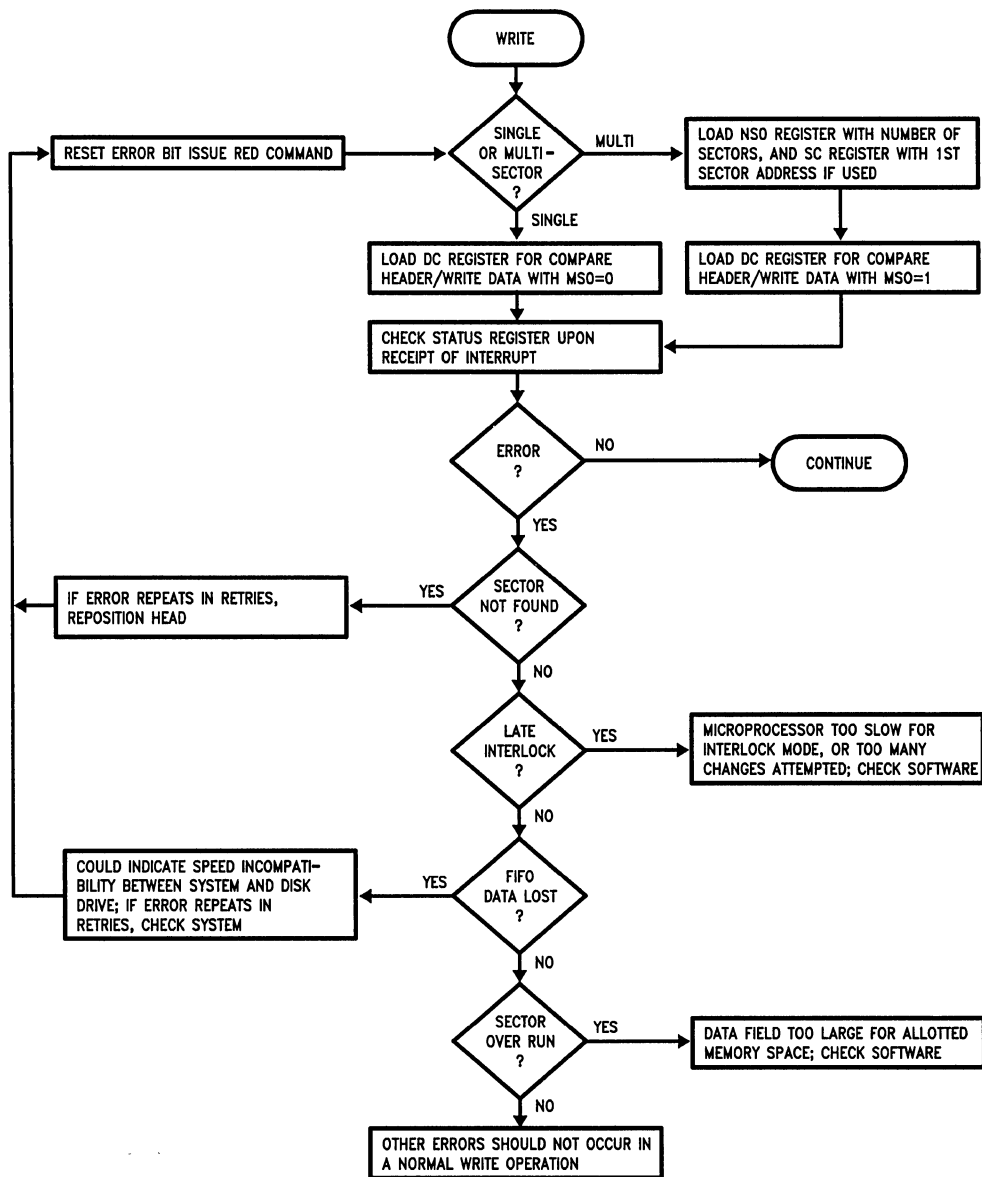 WRITE
SINGLE
OR MULTI-
SECTOR
?
MULTI
LOAD NSO REGISTER WITH NUMBER OF
SECTORS, AND SC REGISTER WITH 1ST
SECTOR ADDRESS IF USED
RESET ERROR BIT ISSUE RED COMMAND
SINGLE
LOAD DC REGISTER FOR COMPARE
HEADER/WRITE DATA WITH MSO=0
LOAD DC REGISTER FOR COMPARE
HEADER/WRITE DATA WITH MSO=1
CHECK STATUS REGISTER UPON
RECEIPT OF INTERRUPT
ERROR
?
NO
CONTINUE
YES
SECTOR
NOT FOUND
?
YES
IF ERROR REPEATS IN RETRIES,
REPOSITION HEAD
NO
LATE
INTERLOCK
?
YES
MICROPROCESSOR TOO SLOW FOR
INTERLOCK MODE, OR TOO MANY
CHANGES ATTEMPTED; CHECK SOFTWARE
NO
FIFO
DATA LOST
?
YES
COULD INDICATE SPEED INCOMPATI-
BILITY BETWEEN SYSTEM AND DISK
DRIVE; IF ERROR REPEATS IN
RETRIES, CHECK SYSTEM
NO
SECTOR
OVER RUN
?
YES
DATA FIELD TOO LARGE FOR ALLOTTED
MEMORY SPACE; CHECK SOFTWARE
NO
OTHER ERRORS SHOULD NOT OCCUR IN
A NORMAL WRITE OPERATION